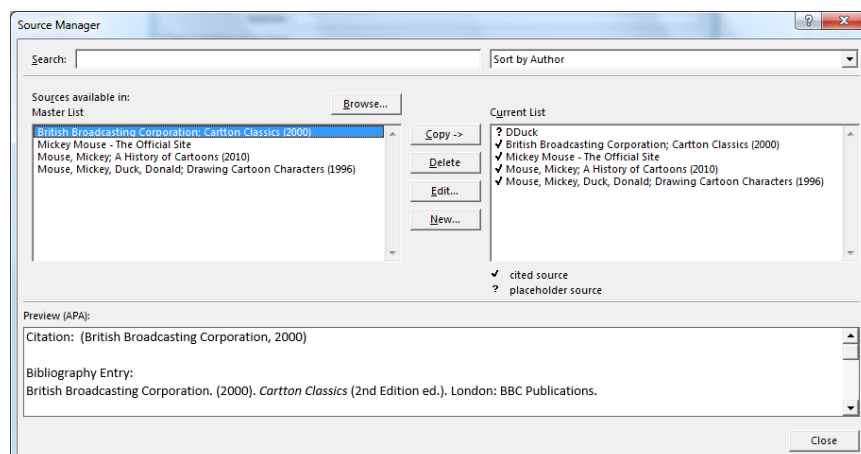 Source Manager
Search:
Sort by Author
Sources available in:
Master List
Browse...
British Broadcasting Corporation; Cartton Classics (2000)
Mickey Mouse - The Official Site
Mouse, Mickey; A History of Cartoons (2010)
Mouse, Mickey, Duck, Donald; Drawing Cartoon Characters (1996)
Copy ->
Delete
Edit...
New...
Current List
? DDuck
✓ British Broadcasting Corporation; Cartton Classics (2000)
✓ Mickey Mouse - The Official Site
✓ Mouse, Mickey; A History of Cartoons (2010)
✓ Mouse, Mickey, Duck, Donald; Drawing Cartoon Characters (1996)
✓ cited source
? placeholder source
Preview (APA):
Citation: (British Broadcasting Corporation, 2000)
Bibliography Entry:
British Broadcasting Corporation. (2000). Cartton Classics (2nd Edition ed.). London: BBC Publications.
Close